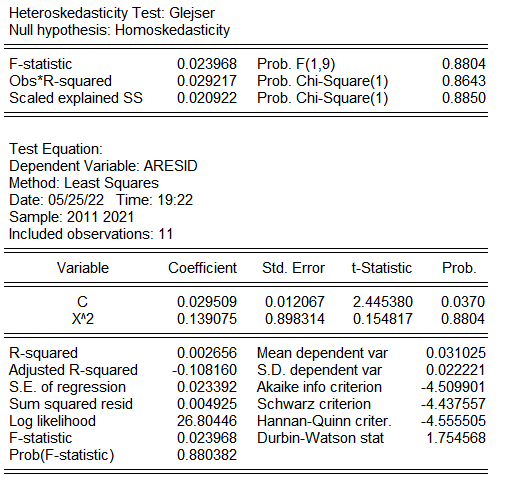 Heteroskedasticity Test: Glejser
Null hypothesis: Homoskedasticity
F-statistic 0.023968 Prob. F(1,9) 0.8804
Obs*R-squared 0.029217 Prob. Chi-Square(1) 0.8643
Scaled explained SS 0.020922 Prob. Chi-Square(1) 0.8850
Test Equation:
Dependent Variable: ARESID
Method: Least Squares
Date: 05/25/22 Time: 19:22
Sample: 2011 2021
Included observations: 11
Variable Coefficient Std. Error t-Statistic Prob.
C 0.029509 0.012067 2.445380 0.0370
X^2 0.139075 0.898314 0.154817 0.8804
R-squared 0.002656 Mean dependent var 0.031025
Adjusted R-squared -0.108160 S.D. dependent var 0.022221
S.E. of regression 0.023392 Akaike info criterion -4.509901
Sum squared resid 0.004925 Schwarz criterion -4.437557
Log likelihood 26.80446 Hannan-Quinn criter. -4.555505
F-statistic 0.023968 Durbin-Watson stat 1.754568
Prob(F-statistic) 0.880382